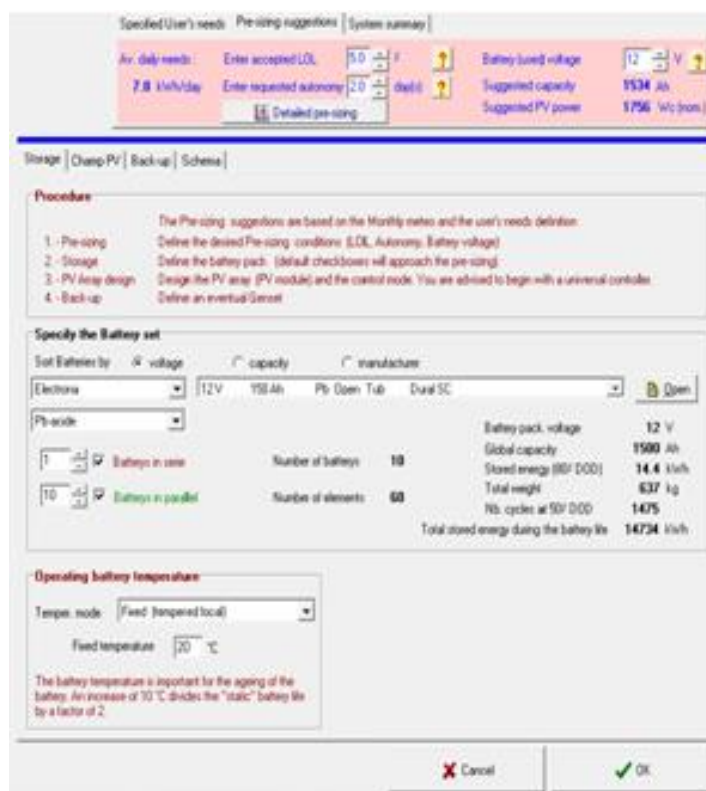 Specified User's needs Pre-sizing suggestions System summary
Av. daily needs : Enter accepted LOL 5.0 ? Battery (user) voltage 12 V ?
7.0 kWh/day Enter requested autonomy 2.0 day(s) ? Suggested capacity 1534 Ah
Detailed pre-sizing Suggested PV power 1756 Wc (nom.)
Storage Champ PV Back-up Schema
Procedure
The Pre-sizing suggestions are based on the Monthly meteo and the user's needs definition
1. - Pre-sizing Define the desired Pre-sizing conditions (LOL, Autonomy, Battery voltage)
2. - Storage Define the battery pack (default checkboxes will approach the pre-sizing)
3. - PV Array design Design the PV array (PV module) and the control mode. You are advised to begin with a universal controller.
4. - Back-up Define an eventual Genset
Specify the Battery set
Sort Batteries by voltage capacity manufacturer
Electrona 12 V 150 Ah Pb Open Tub Dural SC Open
Pb-acide
Battery pack voltage 12 V
1 Batterys in serie Number of batterys 10 Global capacity 1500 Ah
Stored energy (80% DOD) 14.4 kWh
10 Batterys in parallel Number of elements 60 Total weight 637 kg
Nb. cycles at 50% DOD 1475
Total stored energy during the battery life 14734 kWh
Operating battery temperature
Temper. mode Fixed (tempered local)
Fixed temperature 20 °C
The battery temperature is important for the ageing of the
battery. An increase of 10 °C divides the "static" battery life
by a factor of 2
Cancel OK